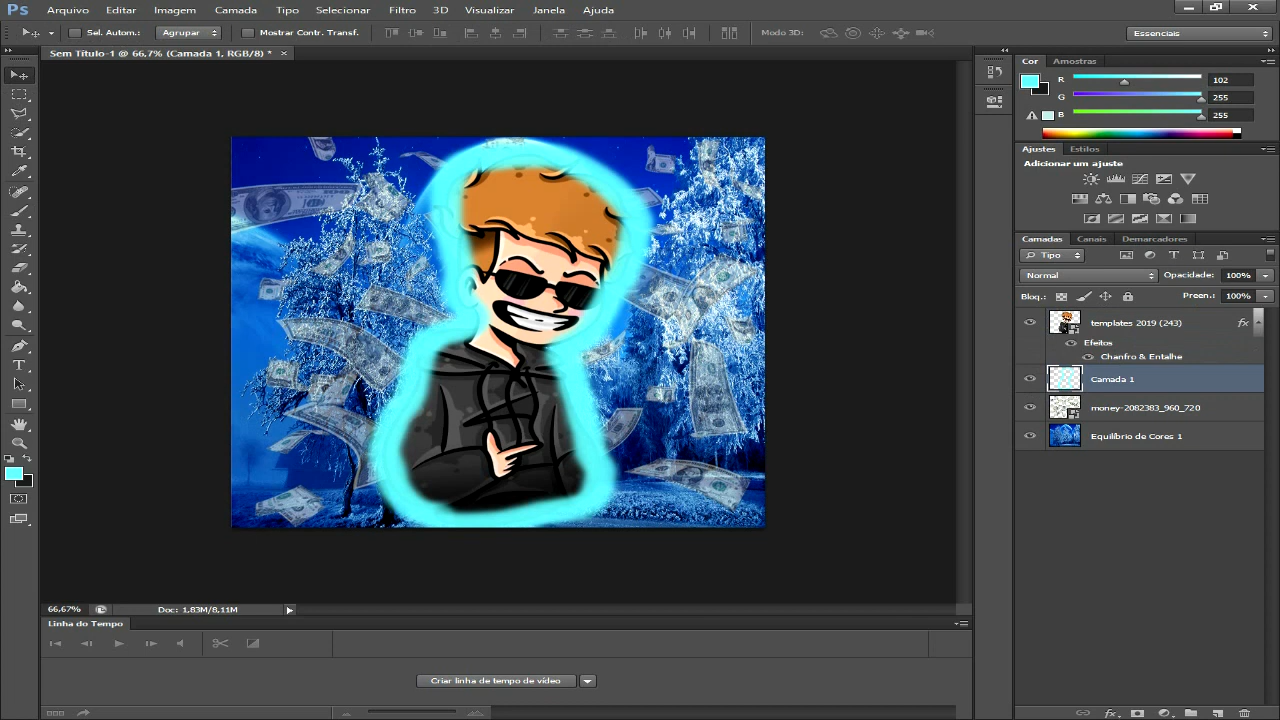 Ps Arquivo Editar Imagem Camada Tipo Selecionar Filtro 3D Visualizar Janela Ajuda
Sel. Autom.: Agrupar Mostrar Contr. Transf. Modo 3D: Essenciais
Sem Título-1 @ 66,7% (Camada 1, RGB/8) * ×
Cor Amostras
R 102
G 255
B 255
Ajustes Estilos
Adicionar um ajuste
Camadas Canais Demarcadores
Tipo
Normal Opacidade: 100%
Bloq.: Preen.: 100%
templates 2019 (243) fx
Efeitos
Chanfro & Entalhe
Camada 1
money-2082383_960_720
Equilíbrio de Cores 1
66,67% Doc: 1,83M/8,11M
Linha do Tempo
Criar linha de tempo de vídeo
fx